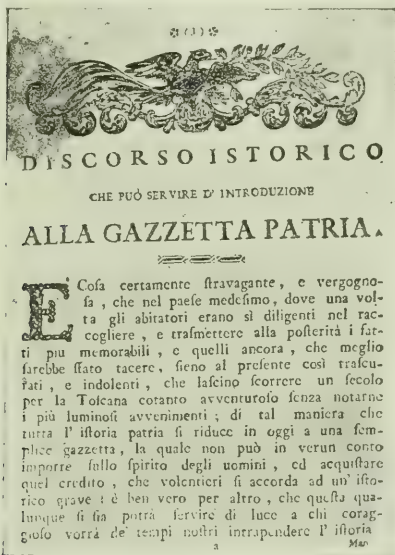 (1)
DISCORSO ISTORICO
CHE PUÒ SERVIRE D' INTRODUZIONE
ALLA GAZZETTA PATRIA.
E' Cosa certamente stravagante, e vergogno-
sa, che nel paese medesimo, dove una vol-
ta gli abitatori erano sì diligenti nel rac-
cogliere, e trasmettere alla posterità i fat-
ti più memorabili, e quelli ancora, che meglio
sarebbe stato tacere, sieno al presente così trascu-
rati, e indolenti, che lascino scorrere un secolo
per la Toscana cotanto avventuroso senza notarne
i più luminosi avvenimenti; di tal maniera che
tutta l' istoria patria si riduce in oggi a una sem-
plice gazzetta, la quale non può in verun conto
imporre sullo spirito degli uomini, ed acquistare
quel credito, che volentieri si accorda ad un' isto-
rico grave: è ben vero per altro, che questa qua-
lunque si sia potrà servire di luce a chi corag-
gioso vorrà de' tempi nostri intrapendere l' istoria
a Mar-